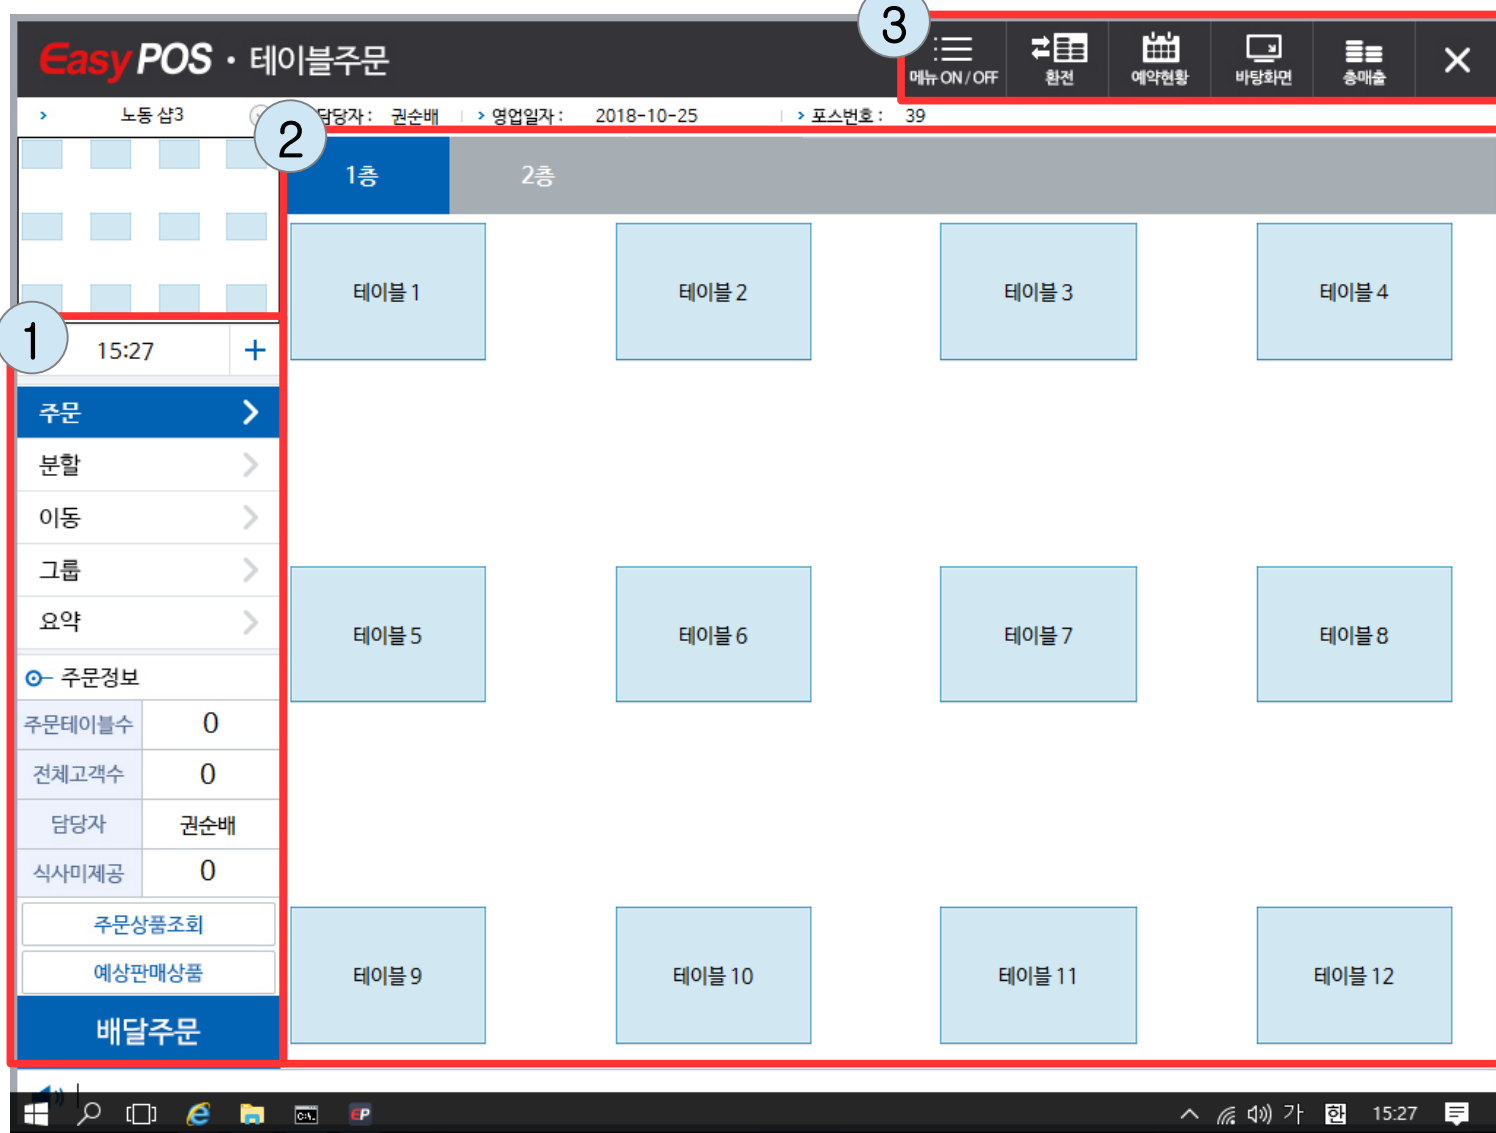 3
EasyPOS · 테이블주문
메뉴 ON / OFF
환전
예약현황
바탕화면
총매출
노동 샵3
담당자 : 권순배
영업일자 : 2018-10-25
포스번호 : 39
2
1층
2층
테이블 1
테이블 2
테이블 3
테이블 4
1
15:27
주문
분할
이동
그룹
요약
테이블 5
테이블 6
테이블 7
테이블 8
주문정보
주문테이블수 0
전체고객수 0
담당자 권순배
식사미제공 0
주문상품조회
예상판매상품
배달주문
테이블 9
테이블 10
테이블 11
테이블 12
C:\.
EP
가
한
15:27